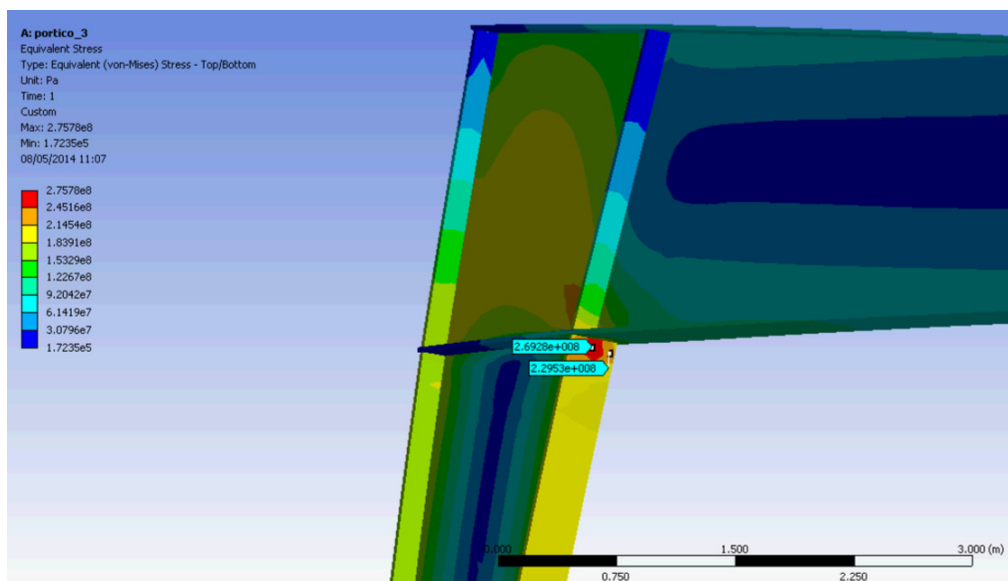 A: portico_3
Equivalent Stress
Type: Equivalent (von-Mises) Stress - Top/Bottom
Unit: Pa
Time: 1
Custom
Max: 2.7578e8
Min: 1.7235e5
08/05/2014 11:07
2.7578e8
2.4516e8
2.1454e8
1.8391e8
1.5329e8
1.2267e8
9.2042e7
6.1419e7
3.0796e7
1.7235e5
2.6928e+008
2.2953e+008
0.000 1.500 3.000 (m)
0.750 2.250